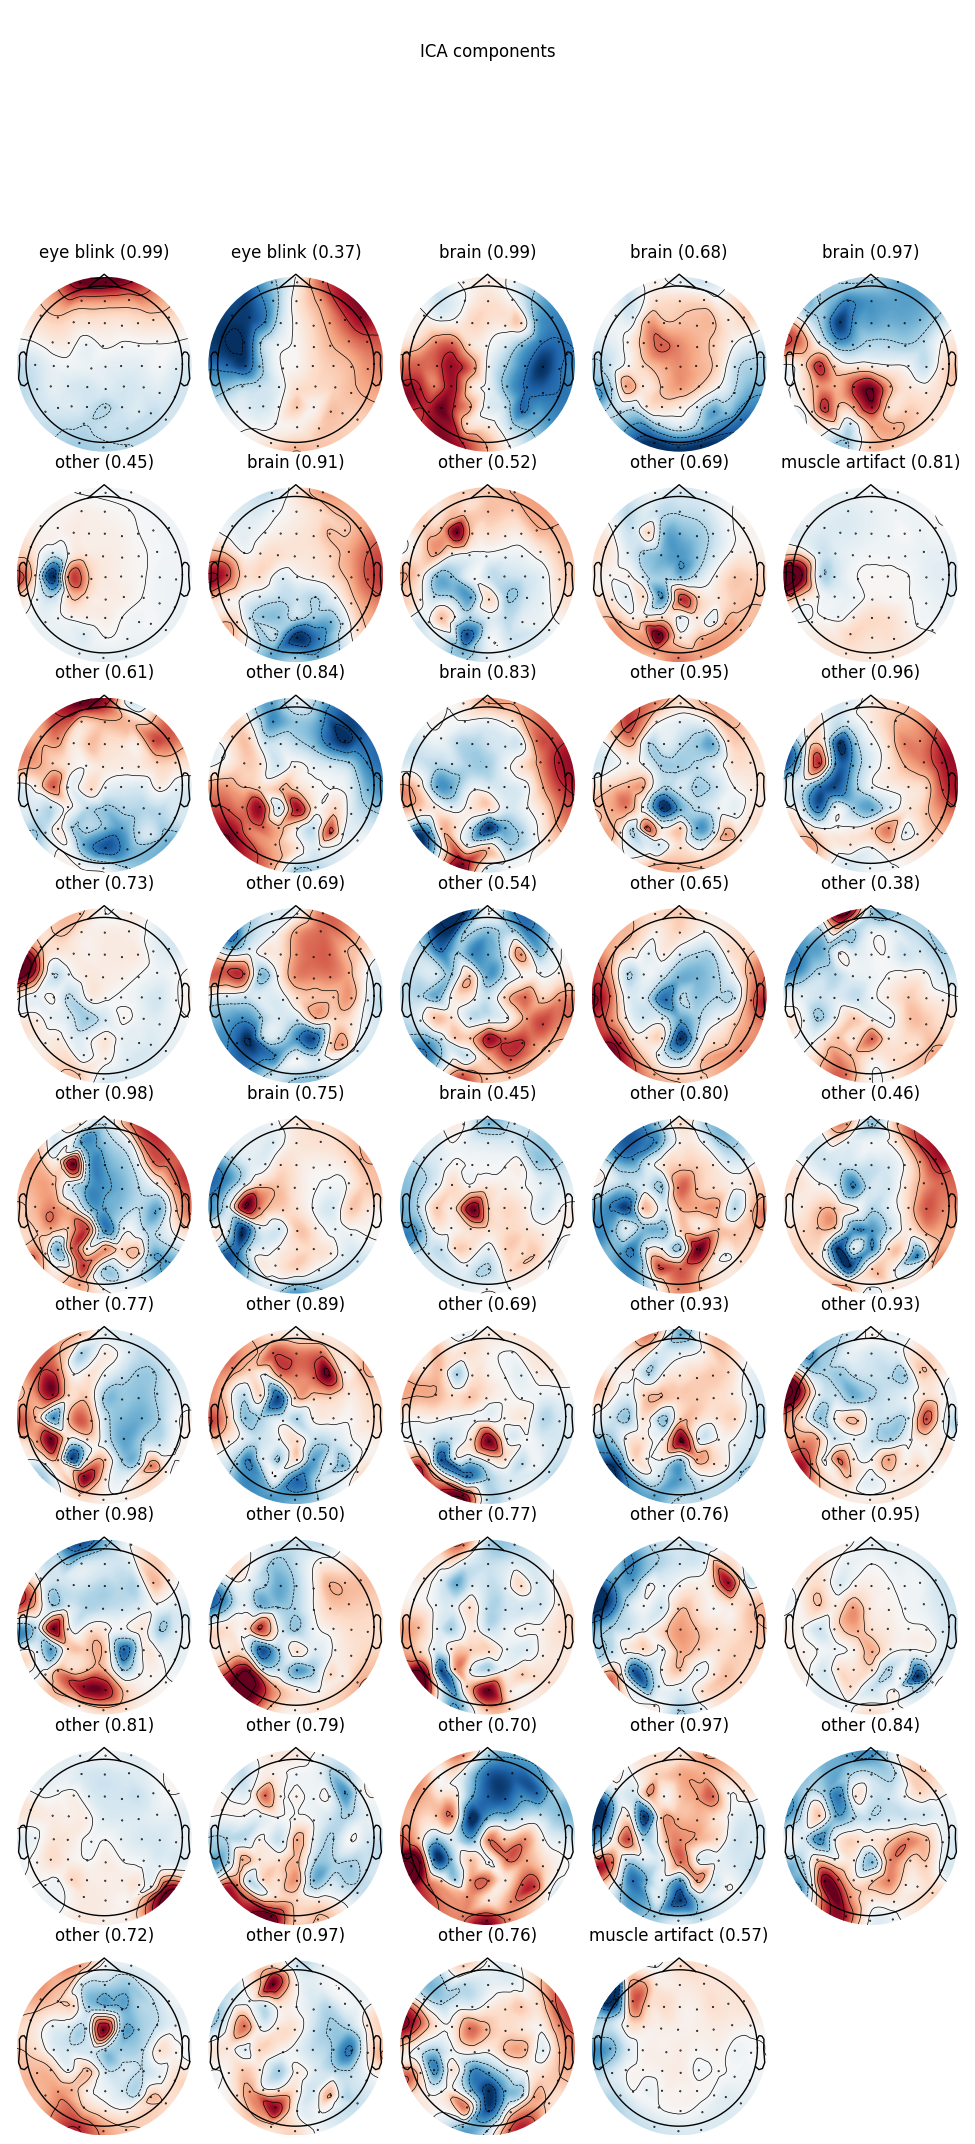 ICA components
eye blink (0.99) eye blink (0.37) brain (0.99) brain (0.68) brain (0.97)
other (0.45) brain (0.91) other (0.52) other (0.69) muscle artifact (0.81)
other (0.61) other (0.84) brain (0.83) other (0.95) other (0.96)
other (0.73) other (0.69) other (0.54) other (0.65) other (0.38)
other (0.98) brain (0.75) brain (0.45) other (0.80) other (0.46)
other (0.77) other (0.89) other (0.69) other (0.93) other (0.93)
other (0.98) other (0.50) other (0.77) other (0.76) other (0.95)
other (0.81) other (0.79) other (0.70) other (0.97) other (0.84)
other (0.72) other (0.97) other (0.76) muscle artifact (0.57)